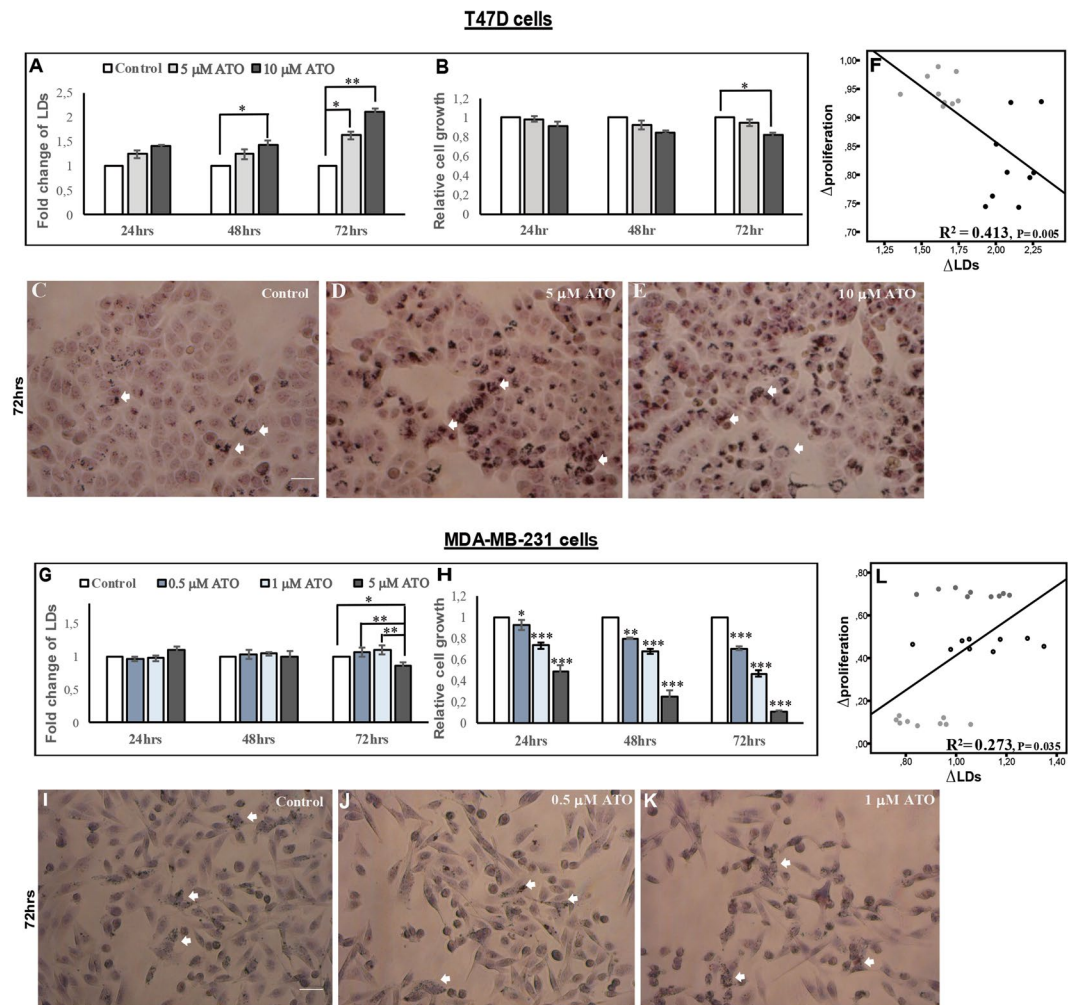 T47D cells
A
Control 5 μM ATO 10 μM ATO
Fold change of LDs
2,5
2
1,5
1
0,5
0
* * **
24hrs 48hrs 72hrs
B
Relative cell growth
1,2
1
0,8
0,6
0,4
0,2
0
*
24hr 48hr 72hr
F
Δproliferation
1,00
,95
,90
,85
,80
,75
,70
R² = 0.413, P=0.005
1,25 1,50 1,75 2,00 2,25
ΔLDs
72hrs
C Control
D 5 μM ATO
E 10 μM ATO
MDA-MB-231 cells
G
Control 0.5 μM ATO 1 μM ATO 5 μM ATO
Fold change of LDs
1,5
1
0,5
0
*
**
**
24hrs 48hrs 72hrs
H
Relative cell growth
1
0,8
0,6
0,4
0,2
0
* *** ***
** *** ***
*** *** ***
24hrs 48hrs 72hrs
L
Δproliferation
,80
,60
,40
,20
,00
R²=0.273, P=0.035
,80 1,00 1,20 1,40
ΔLDs
72hrs
I Control
J 0.5 μM ATO
K 1 μM ATO